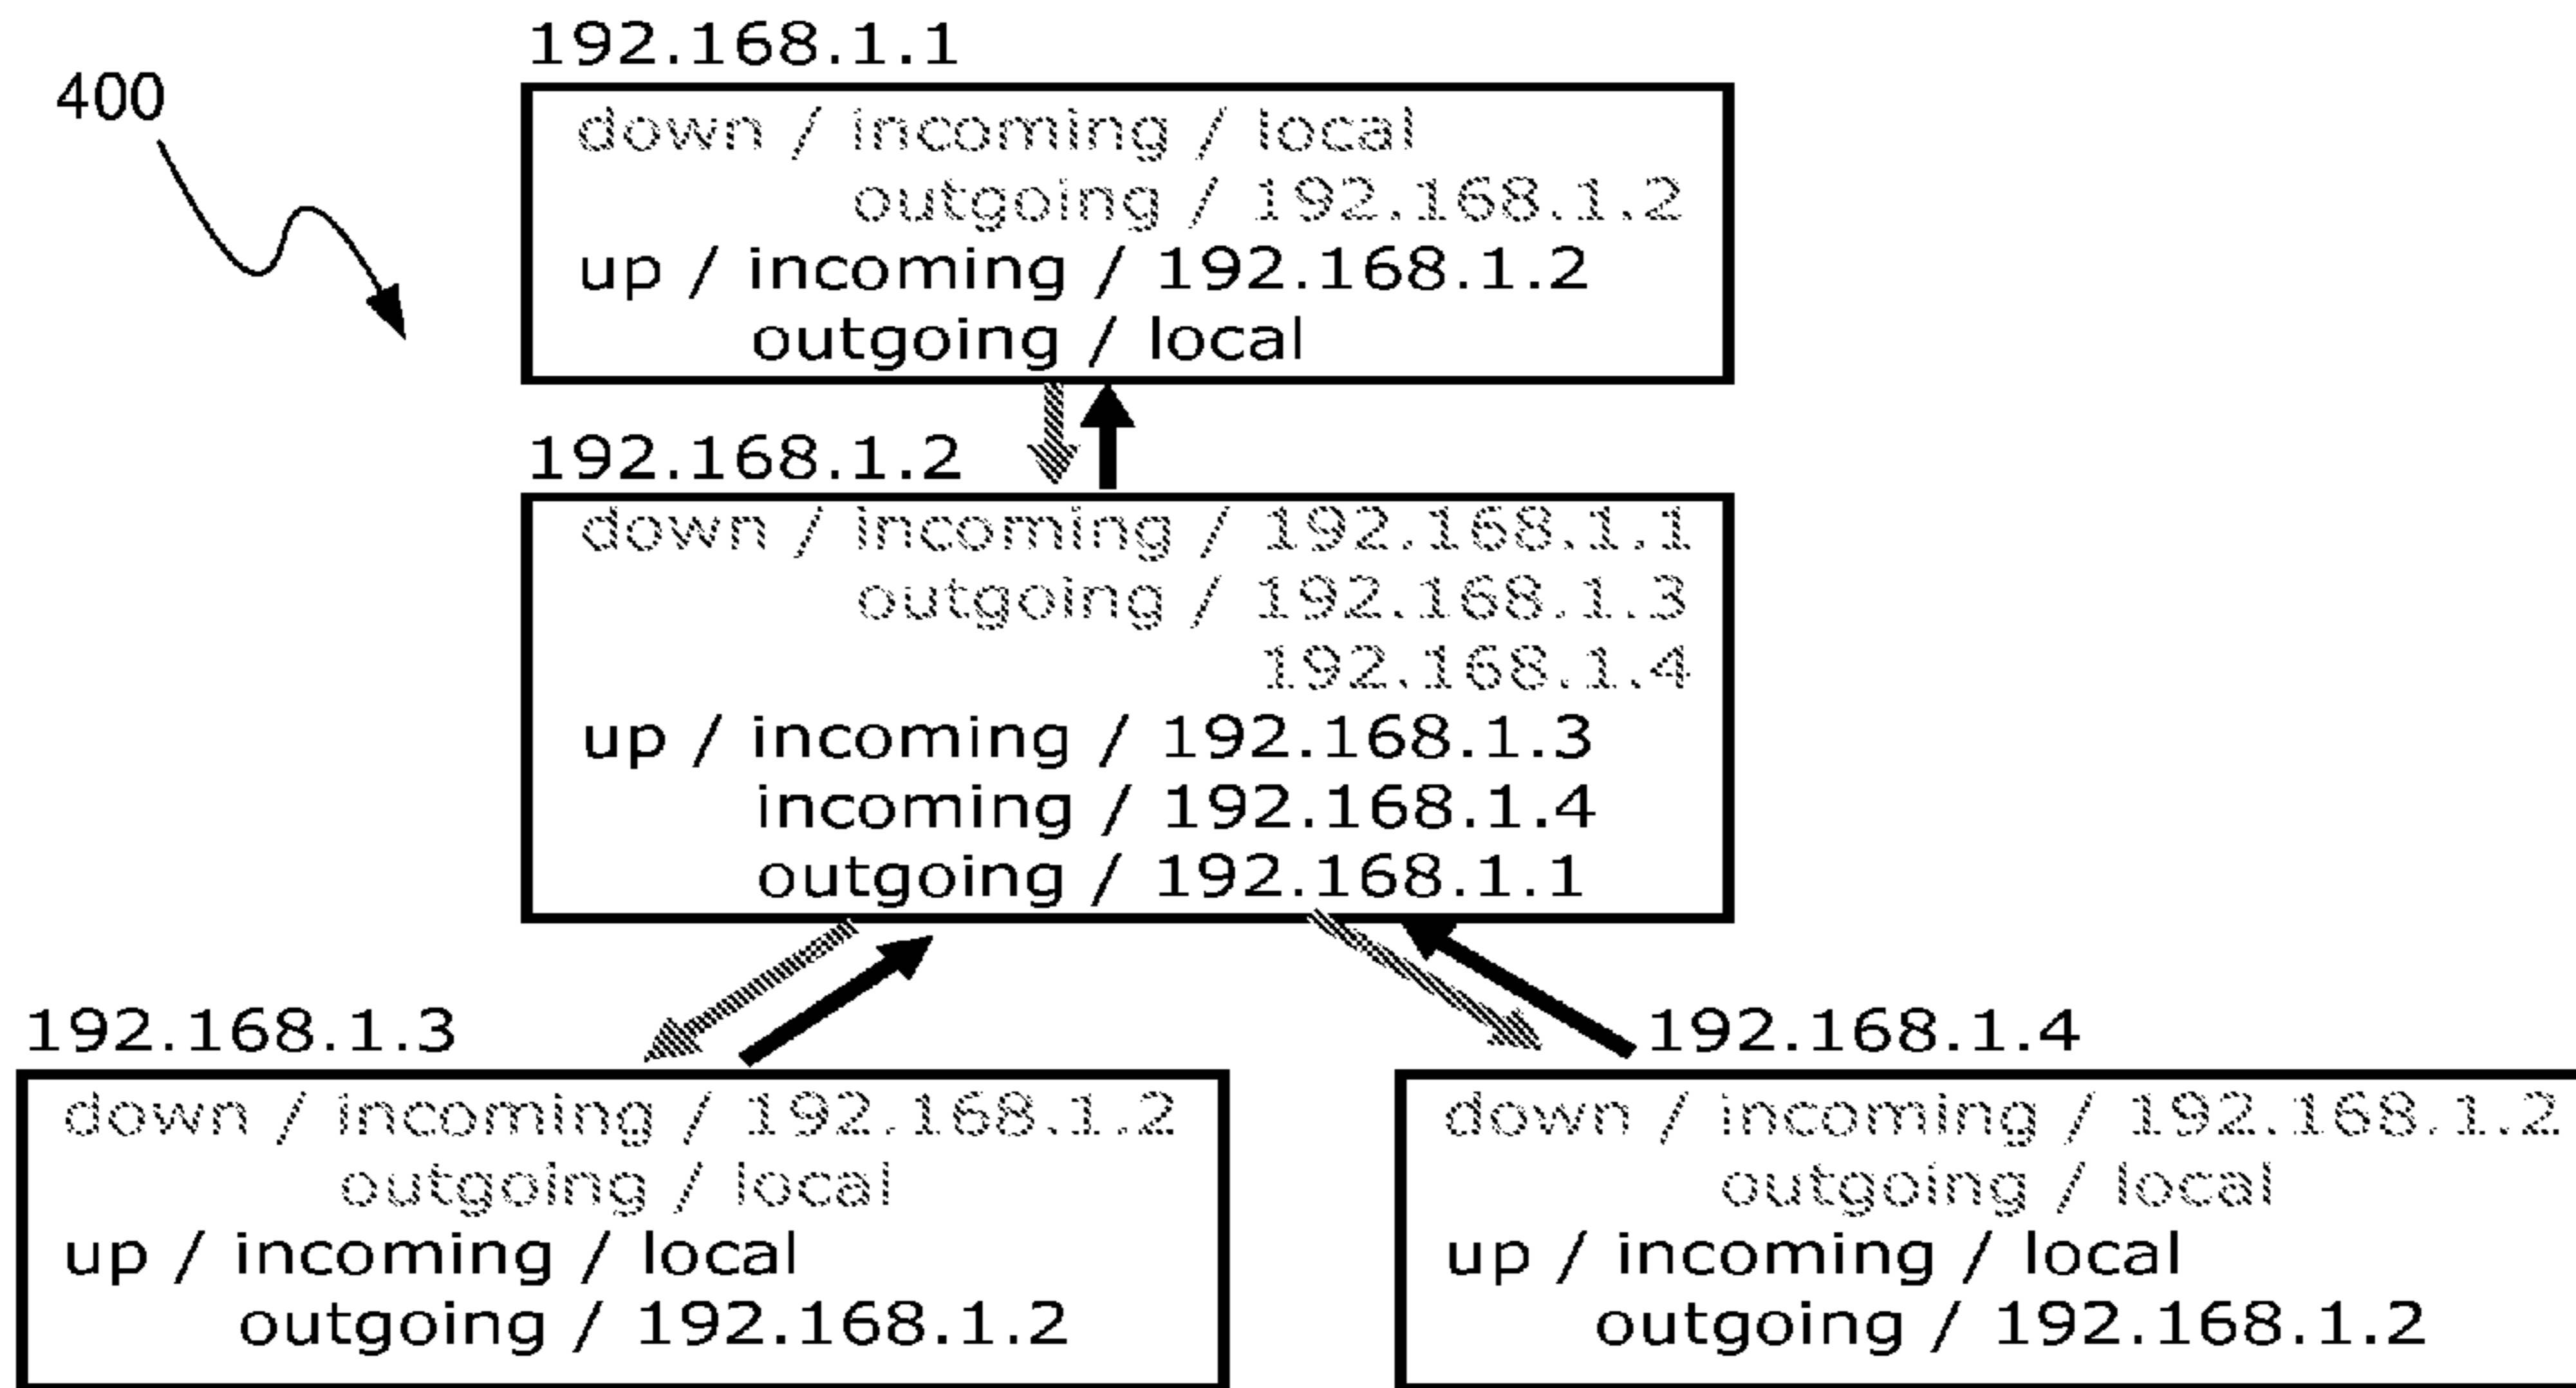 192.168.1.1
400
down / incoming / local
outgoing / 192.168.1.2
up / incoming / 192.168.1.2
outgoing / local
192.168.1.2
down / incoming / 192.168.1.1
outgoing / 192.168.1.3
192.168.1.4
up / incoming / 192.168.1.3
incoming / 192.168.1.4
outgoing / 192.168.1.1
192.168.1.3
down / incoming / 192.168.1.2
outgoing / local
up / incoming / local
outgoing / 192.168.1.2
192.168.1.4
down / incoming / 192.168.1.2
outgoing / local
up / incoming / local
outgoing / 192.168.1.2